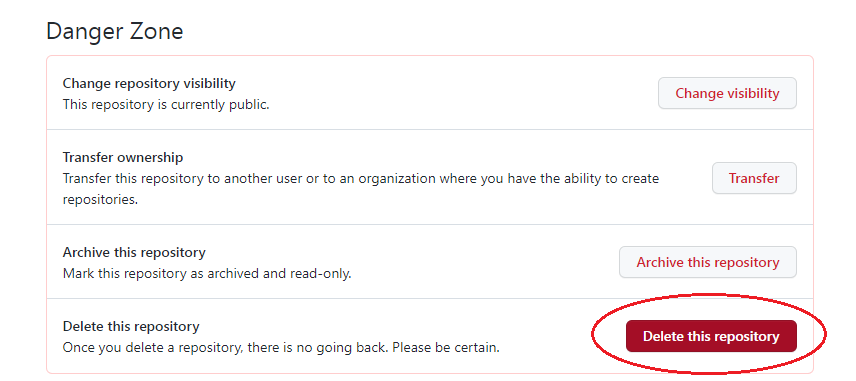 Danger Zone
Change repository visibility
This repository is currently public.
Change visibility
Transfer ownership
Transfer this repository to another user or to an organization where you have the ability to create
repositories.
Transfer
Archive this repository
Mark this repository as archived and read-only.
Archive this repository
Delete this repository
Once you delete a repository, there is no going back. Please be certain.
Delete this repository